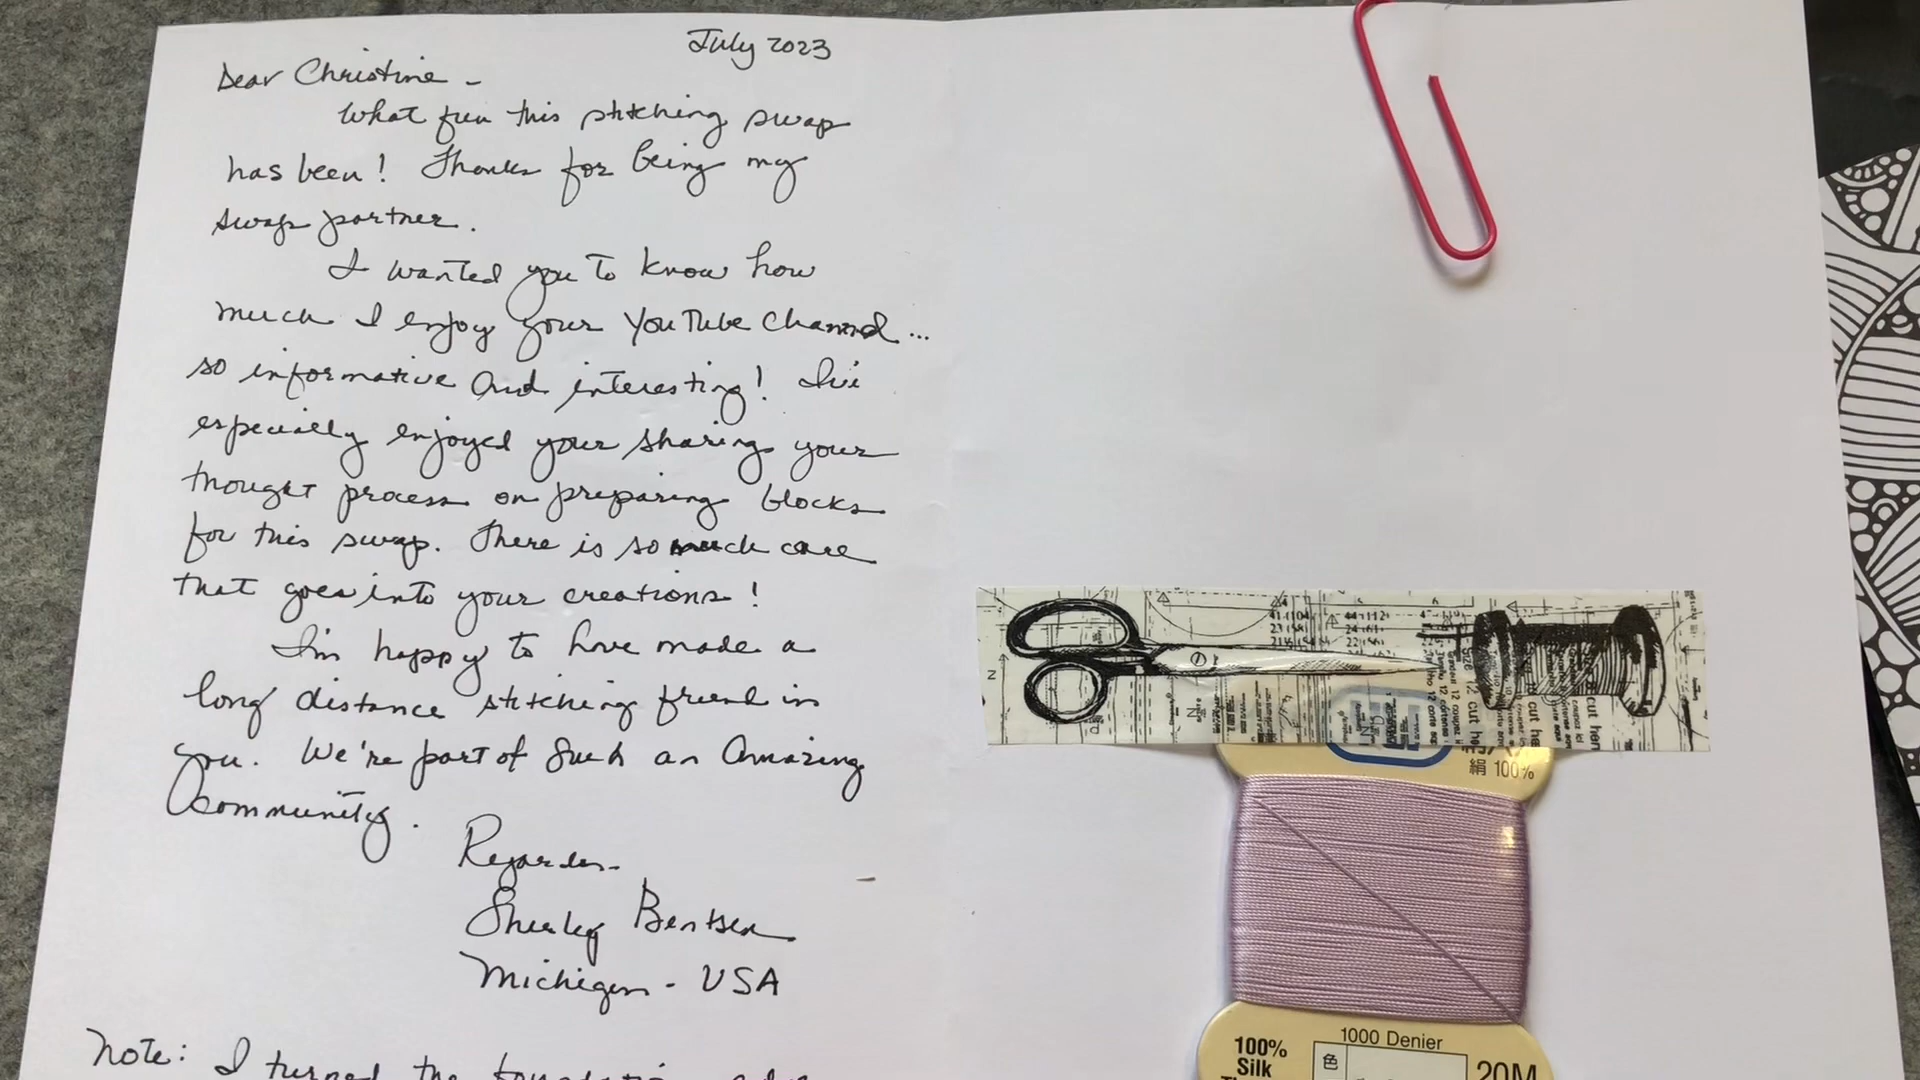 July 2023
Dear Christine -
What fun this stitching swap
has been! Thanks for being my
swap partner.
I wanted you to know how
much I enjoy your YouTube Channel...
so informative and interesting! I've
especially enjoyed your sharing your
thought process on preparing blocks
for this swap. There is so much care
that goes into your creations!
I'm happy to have made a
long distance stitching friend in
you. We're part of such an amazing
community.
Regards-
Shirley Bentsen
Michigan - USA
Note: I turned the
絹 100%
1000 Denier
100%
Silk
色
20M